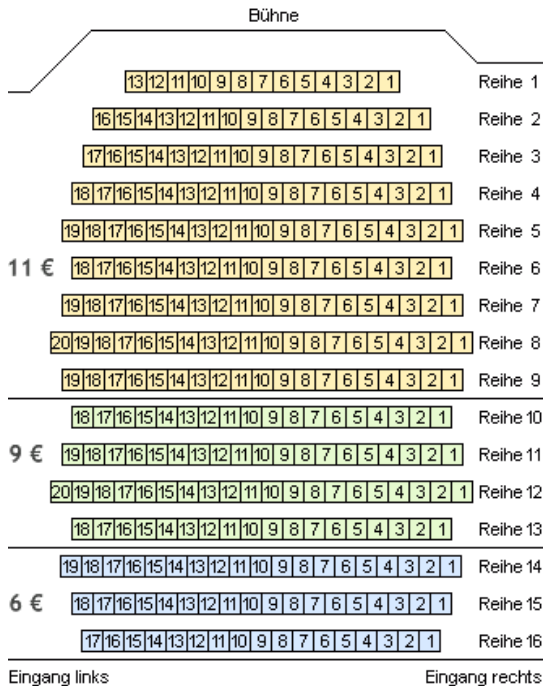 Bühne
13 12 11 10 9 8 7 6 5 4 3 2 1 Reihe 1
16 15 14 13 12 11 10 9 8 7 6 5 4 3 2 1 Reihe 2
17 16 15 14 13 12 11 10 9 8 7 6 5 4 3 2 1 Reihe 3
18 17 16 15 14 13 12 11 10 9 8 7 6 5 4 3 2 1 Reihe 4
19 18 17 16 15 14 13 12 11 10 9 8 7 6 5 4 3 2 1 Reihe 5
11 € 18 17 16 15 14 13 12 11 10 9 8 7 6 5 4 3 2 1 Reihe 6
19 18 17 16 15 14 13 12 11 10 9 8 7 6 5 4 3 2 1 Reihe 7
20 19 18 17 16 15 14 13 12 11 10 9 8 7 6 5 4 3 2 1 Reihe 8
19 18 17 16 15 14 13 12 11 10 9 8 7 6 5 4 3 2 1 Reihe 9
18 17 16 15 14 13 12 11 10 9 8 7 6 5 4 3 2 1 Reihe 10
9 € 19 18 17 16 15 14 13 12 11 10 9 8 7 6 5 4 3 2 1 Reihe 11
20 19 18 17 16 15 14 13 12 11 10 9 8 7 6 5 4 3 2 1 Reihe 12
18 17 16 15 14 13 12 11 10 9 8 7 6 5 4 3 2 1 Reihe 13
19 18 17 16 15 14 13 12 11 10 9 8 7 6 5 4 3 2 1 Reihe 14
6 € 18 17 16 15 14 13 12 11 10 9 8 7 6 5 4 3 2 1 Reihe 15
17 16 15 14 13 12 11 10 9 8 7 6 5 4 3 2 1 Reihe 16
Eingang links Eingang rechts